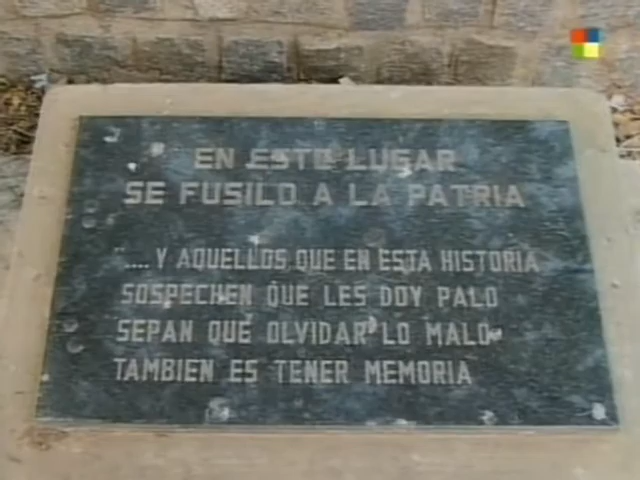 EN ESTE LUGAR
SE FUSILO A LA PATRIA
"....Y AQUELLOS QUE EN ESTA HISTORIA
SOSPECHEN QUE LES DOY PALO
SEPAN QUE OLVIDAR LO MALO
TAMBIEN ES TENER MEMORIA